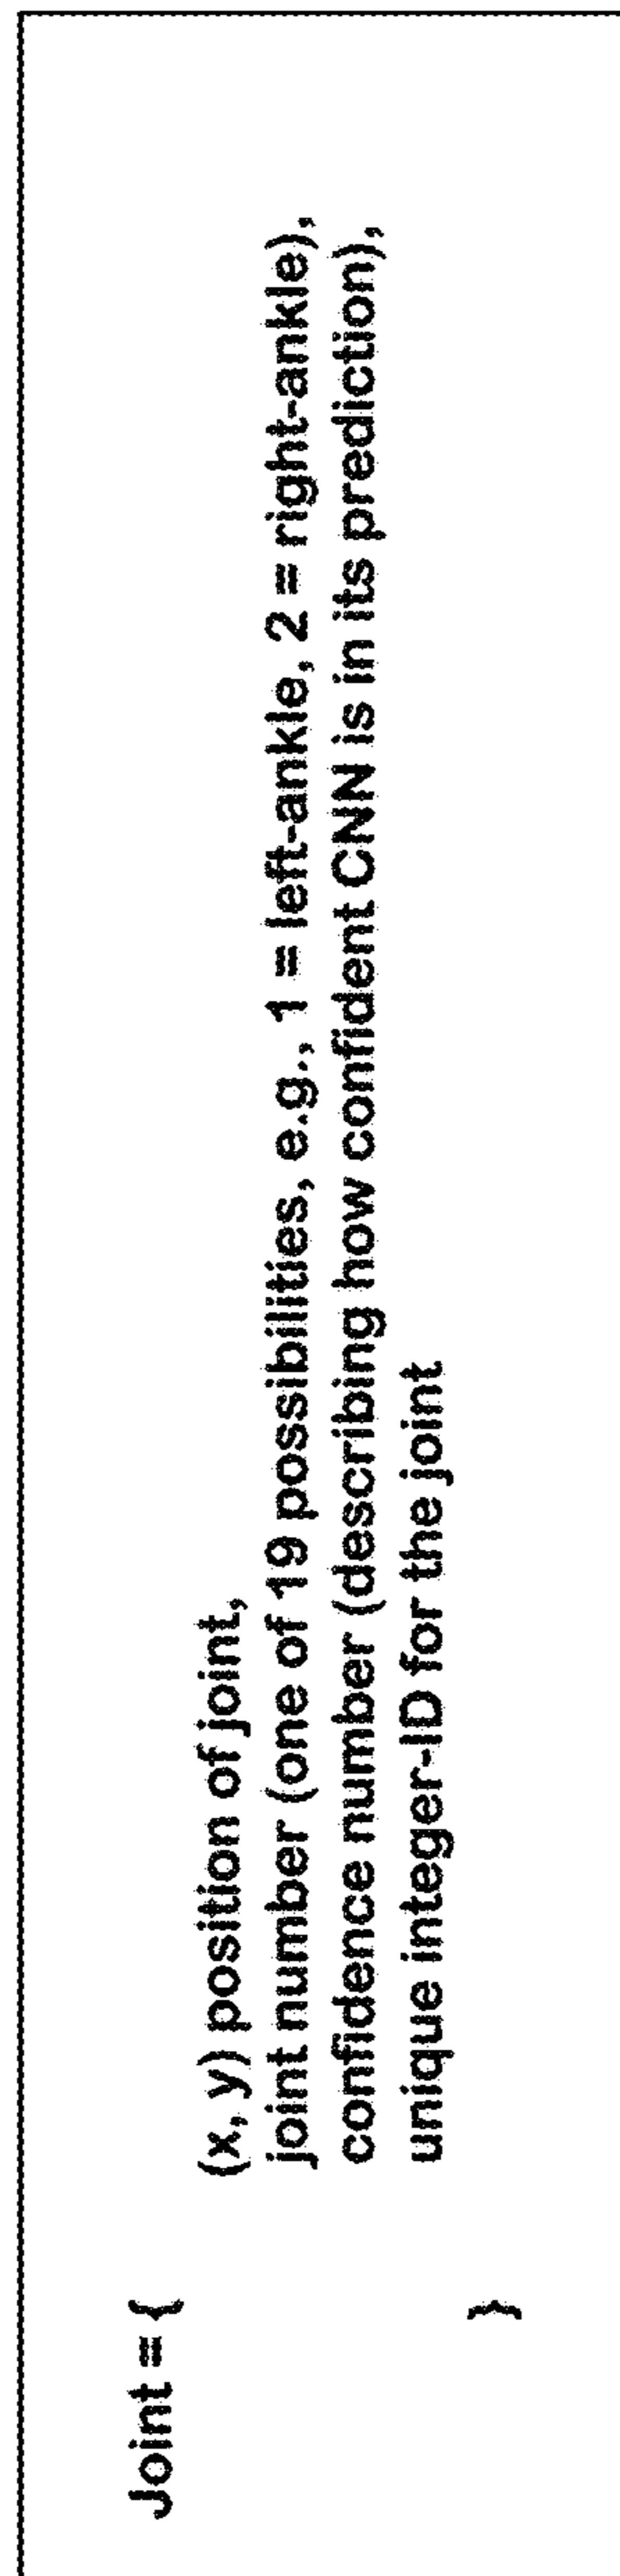 Joint = {
(x, y) position of joint,
joint number (one of 19 possibilities, e.g., 1 = left-ankle, 2 = right-ankle),
confidence number (describing how confident CNN is in its prediction),
unique integer-ID for the joint
}